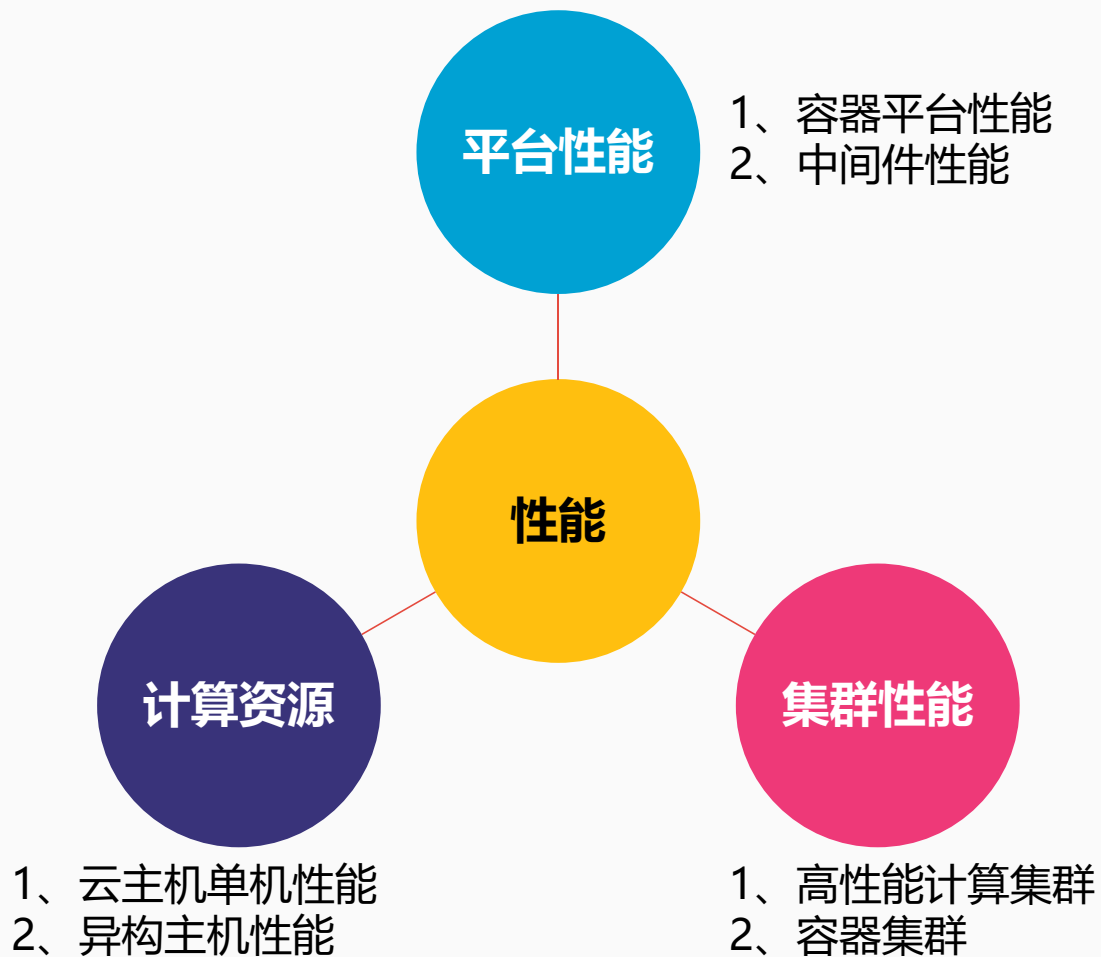 平台性能
1、容器平台性能
2、中间件性能
性能
计算资源
1、云主机单机性能
2、异构主机性能
集群性能
1、高性能计算集群
2、容器集群